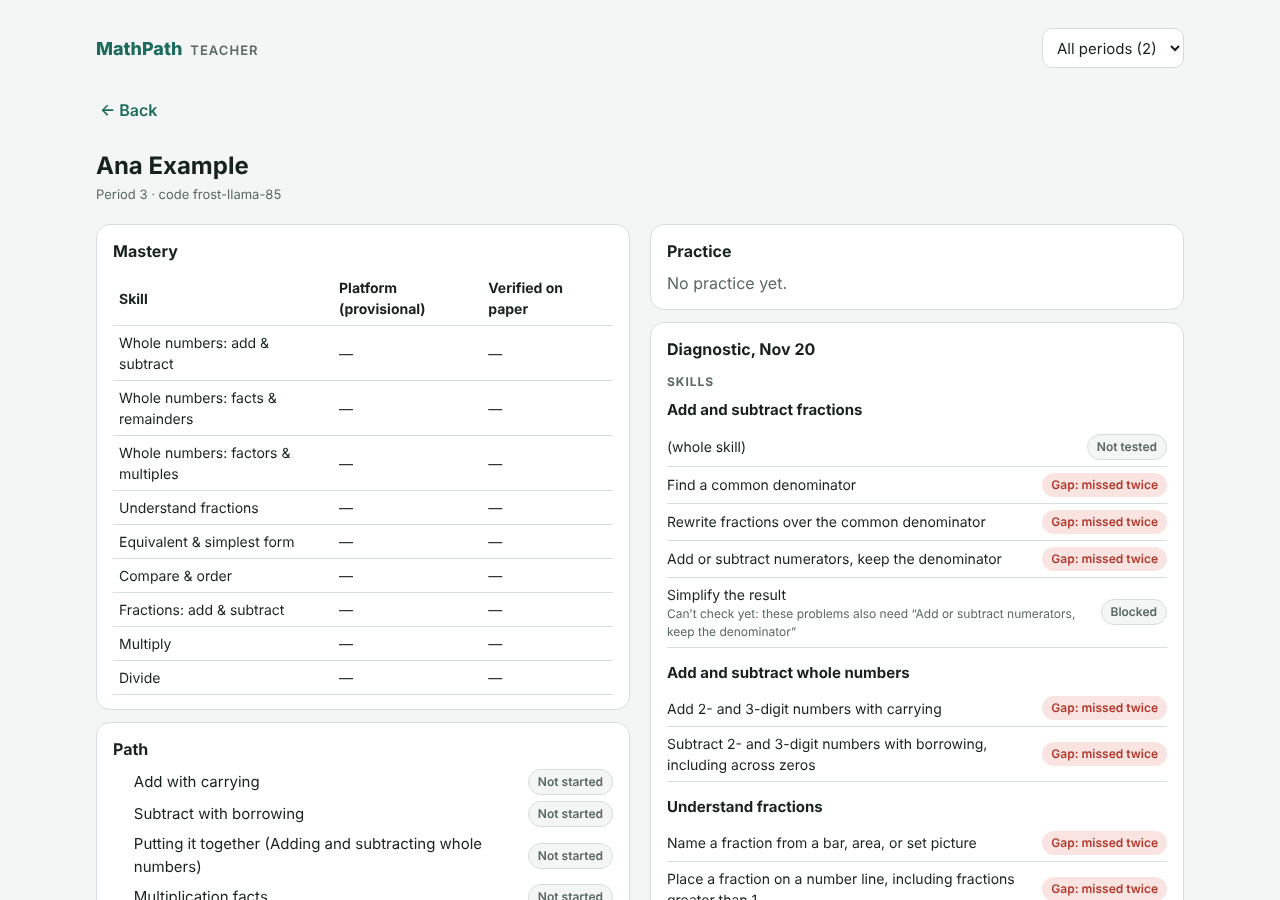 MathPath TEACHER
All periods (2)
← Back
Ana Example
Period 3 · code frost-llama-85
Mastery
Skill
Platform
(provisional)
Verified on
paper
Whole numbers: add &
subtract
—
—
Whole numbers: facts &
remainders
—
—
Whole numbers: factors &
multiples
—
—
Understand fractions
—
—
Equivalent & simplest form
—
—
Compare & order
—
—
Fractions: add & subtract
—
—
Multiply
—
—
Divide
—
—
Path
Add with carrying
Not started
Subtract with borrowing
Not started
Putting it together (Adding and subtracting whole
numbers)
Not started
Multiplication facts
Not started
Practice
No practice yet.
Diagnostic, Nov 20
SKILLS
Add and subtract fractions
(whole skill)
Not tested
Find a common denominator
Gap: missed twice
Rewrite fractions over the common denominator
Gap: missed twice
Add or subtract numerators, keep the denominator
Gap: missed twice
Simplify the result
Can’t check yet: these problems also need “Add or subtract numerators,
keep the denominator”
Blocked
Add and subtract whole numbers
Add 2- and 3-digit numbers with carrying
Gap: missed twice
Subtract 2- and 3-digit numbers with borrowing,
including across zeros
Gap: missed twice
Understand fractions
Name a fraction from a bar, area, or set picture
Gap: missed twice
Place a fraction on a number line, including fractions
greater than 1
Gap: missed twice